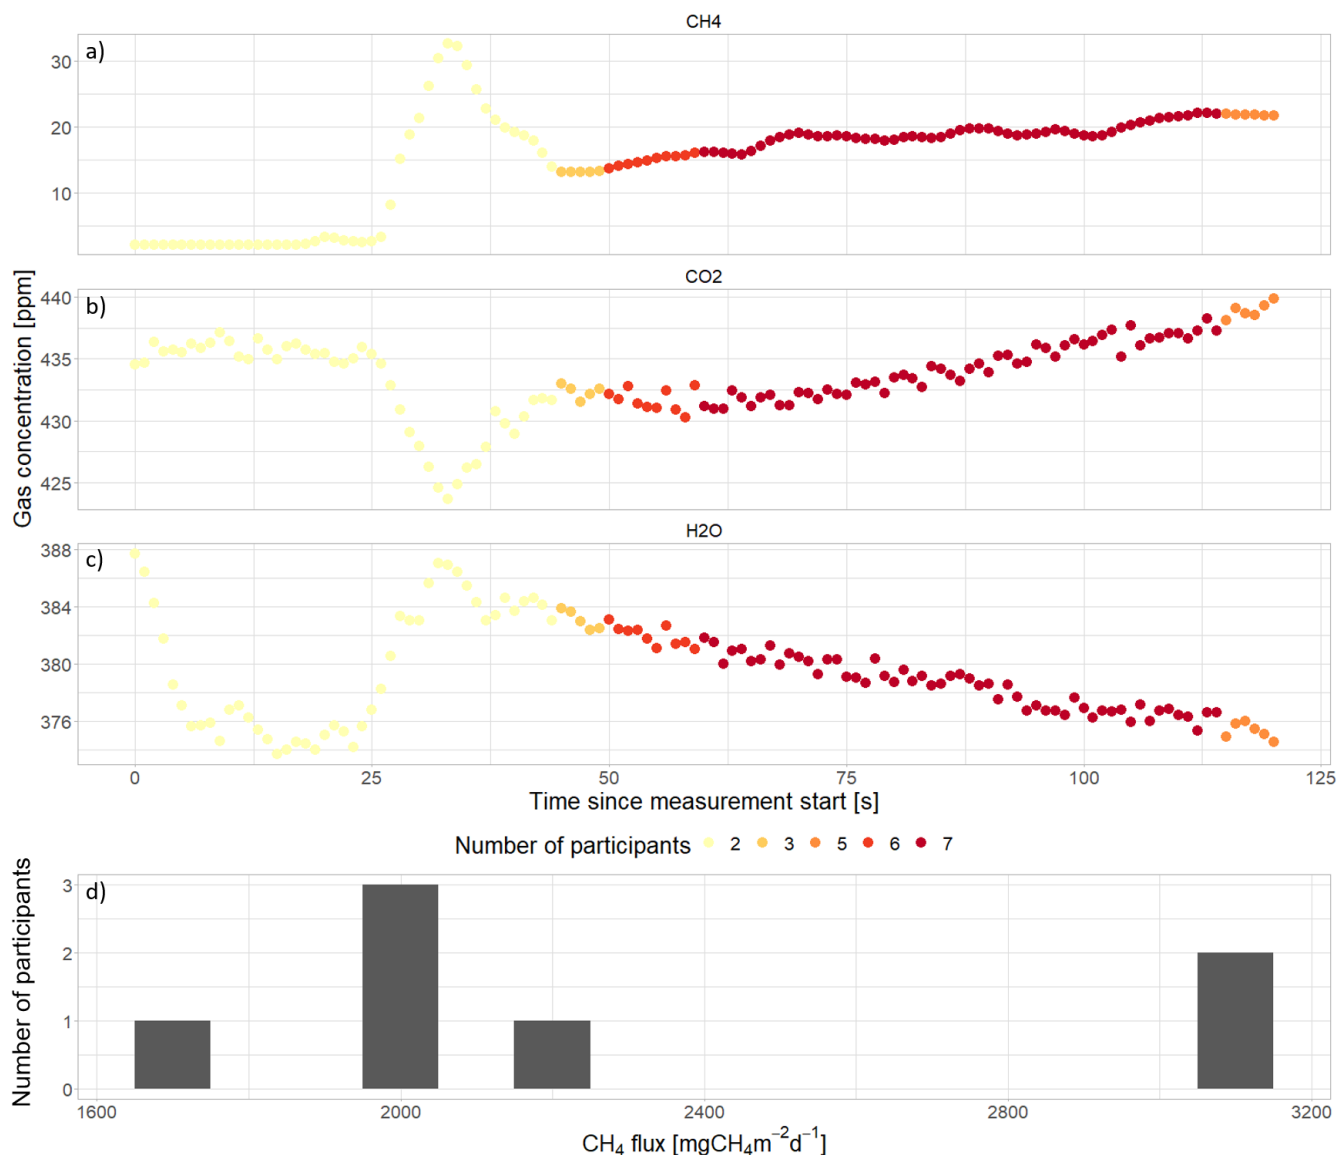 CH4
a)
30
20
10
CO2
b)
440
435
430
425
Gas concentration [ppm]
H2O
c)
388
384
380
376
0 25 50 75 100 125
Time since measurement start [s]
Number of participants 2 3 5 6 7
d)
3
2
1
0
Number of participants
1600 2000 2400 2800 3200
CH₄ flux [mgCH₄m⁻²d⁻¹]